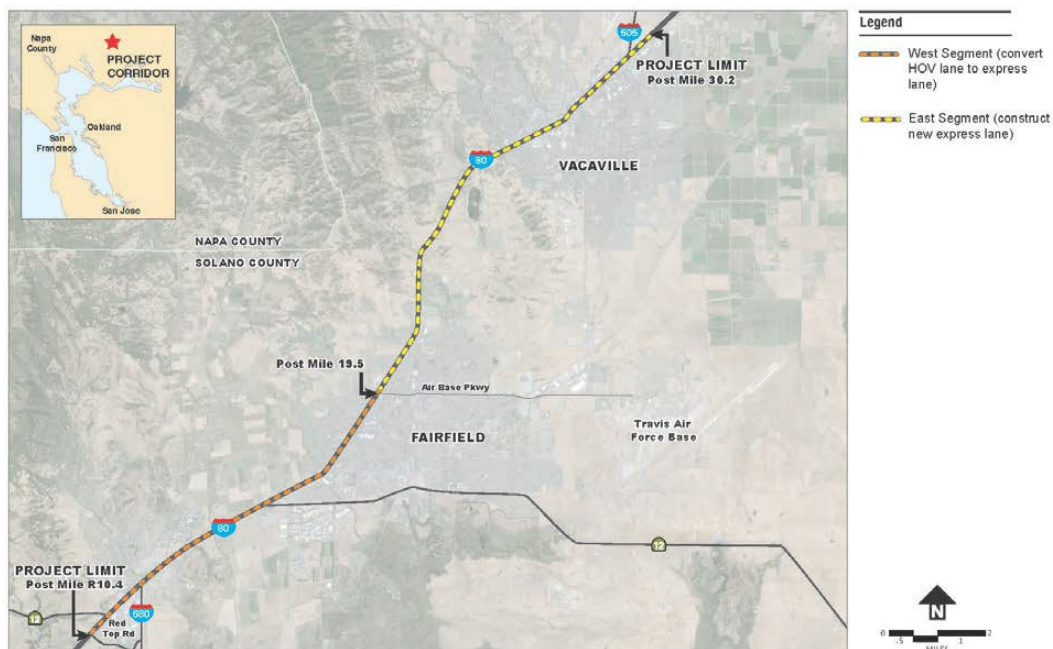 Napa
County
PROJECT
CORRIDOR
Oakland
San
Francisco
San Jose
505
PROJECT LIMIT
Post Mile 30.2
80
VACAVILLE
NAPA COUNTY
SOLANO COUNTY
Post Mile 19.5
Air Base Pkwy
Travis Air
Force Base
FAIRFIELD
80
12
PROJECT LIMIT
Post Mile R10.4
12
Red
Top Rd
680
Legend
West Segment (convert
HOV lane to express
lane)
East Segment (construct
new express lane)
N
0 .5 1 2
MILES